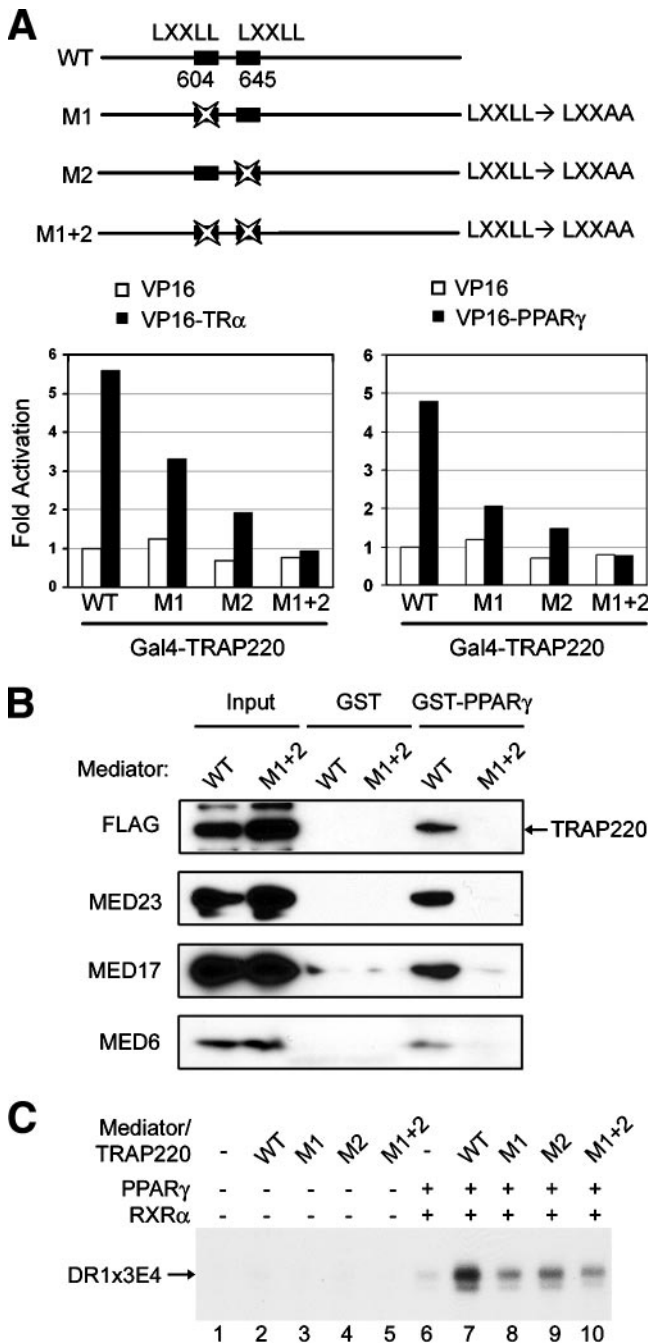 A
LXXLL LXXLL
WT
604 645
M1 LXXLL→ LXXAA
M2 LXXLL→ LXXAA
M1+2 LXXLL→ LXXAA
VP16
VP16-TRα
VP16
VP16-PPARγ
Fold Activation
6
5
4
3
2
1
0
WT M1 M2 M1+2
Gal4-TRAP220
6
5
4
3
2
1
0
WT M1 M2 M1+2
Gal4-TRAP220
B
Input GST GST-PPARγ
Mediator: WT M1+2 WT M1+2 WT M1+2
FLAG ←TRAP220
MED23
MED17
MED6
C
Mediator/
TRAP220 - WT M1 M2 M1+2 - WT M1 M2 M1+2
PPARγ - - - - - + + + + +
RXRα - - - - - + + + + +
DR1x3E4→
1 2 3 4 5 6 7 8 9 10